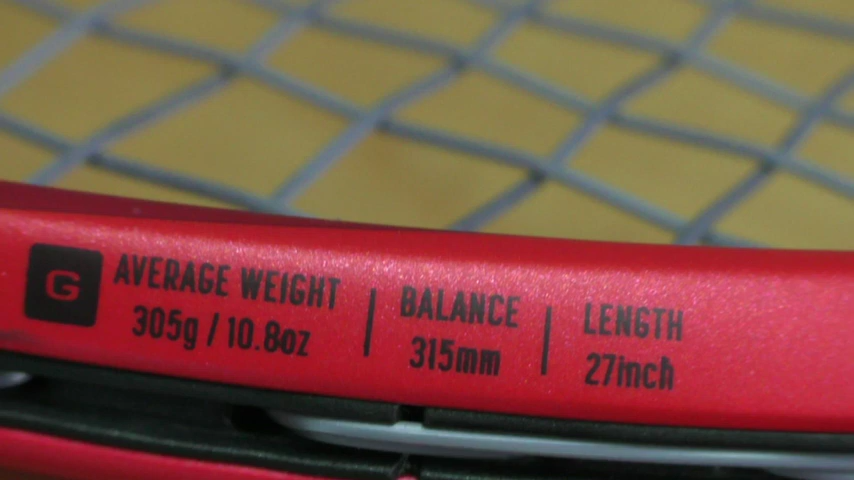 G
AVERAGE WEIGHT
305g / 10.8oz
BALANCE
315mm
LENGTH
27inch